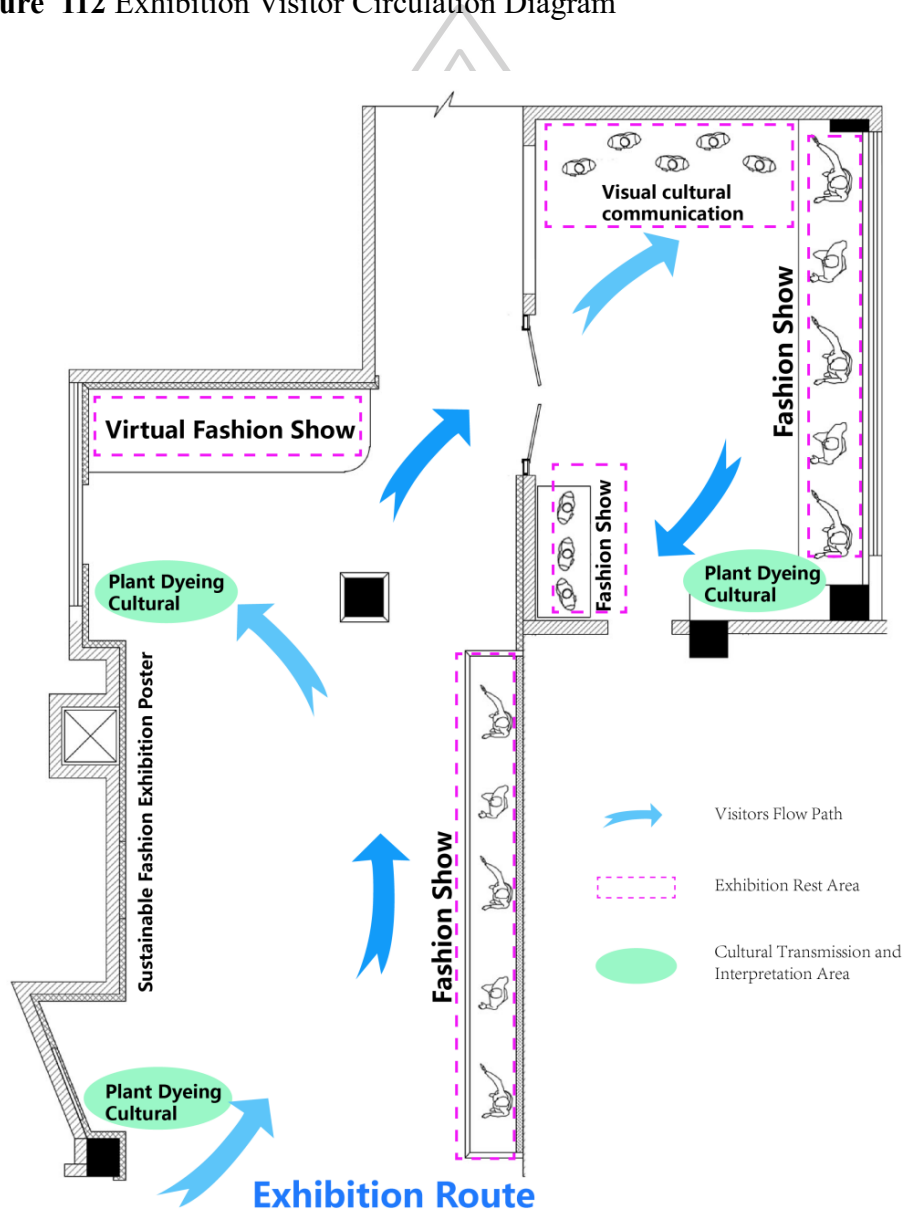 ure 112 Exhibition Visitor Circulation Diagram
Visual cultural
communication
Fashion Show
Virtual Fashion Show
Fashion Show
Plant Dyeing
Cultural
Plant Dyeing
Cultural
Sustainable Fashion Exhibition Poster
Fashion Show
Visitors Flow Path
Exhibition Rest Area
Cultural Transmission and
Interpretation Area
Plant Dyeing
Cultural
Exhibition Route